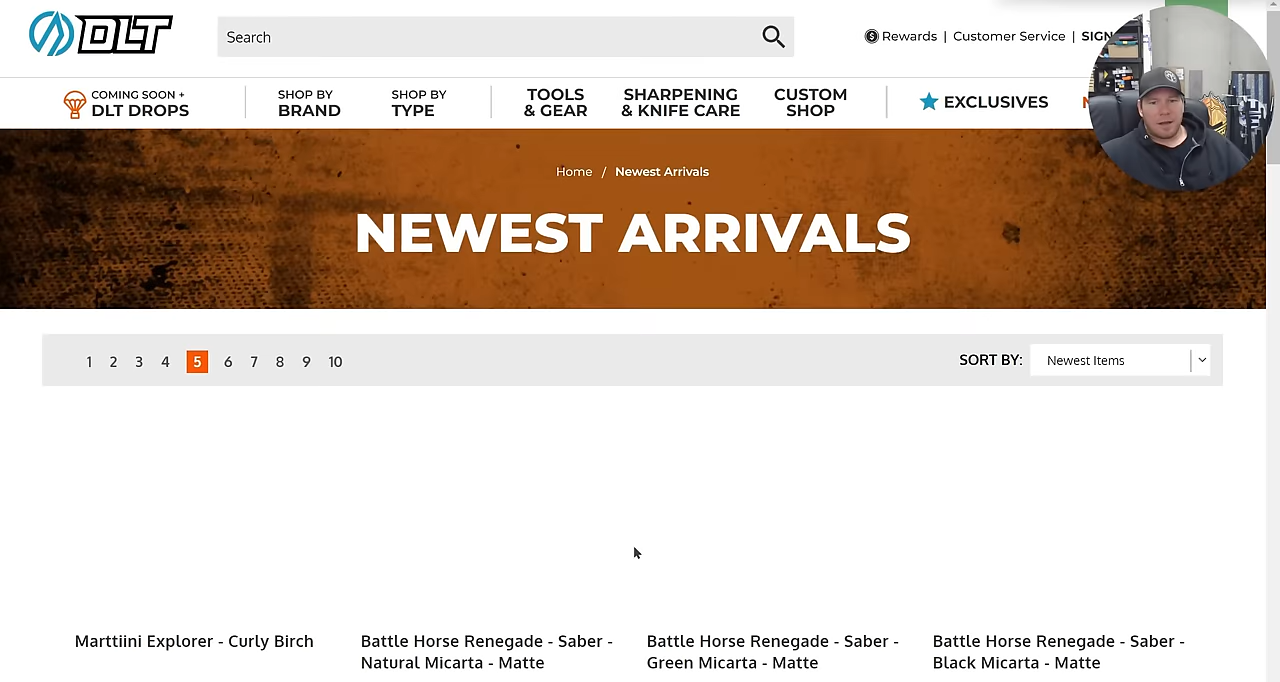 DLT
Search
Rewards | Customer Service | SIGN
COMING SOON +
DLT DROPS
SHOP BY
BRAND
SHOP BY
TYPE
TOOLS
& GEAR
SHARPENING
& KNIFE CARE
CUSTOM
SHOP
EXCLUSIVES
Home / Newest Arrivals
NEWEST ARRIVALS
1 2 3 4 5 6 7 8 9 10
SORT BY: Newest Items
Marttiini Explorer - Curly Birch
Battle Horse Renegade - Saber -
Natural Micarta - Matte
Battle Horse Renegade - Saber -
Green Micarta - Matte
Battle Horse Renegade - Saber -
Black Micarta - Matte